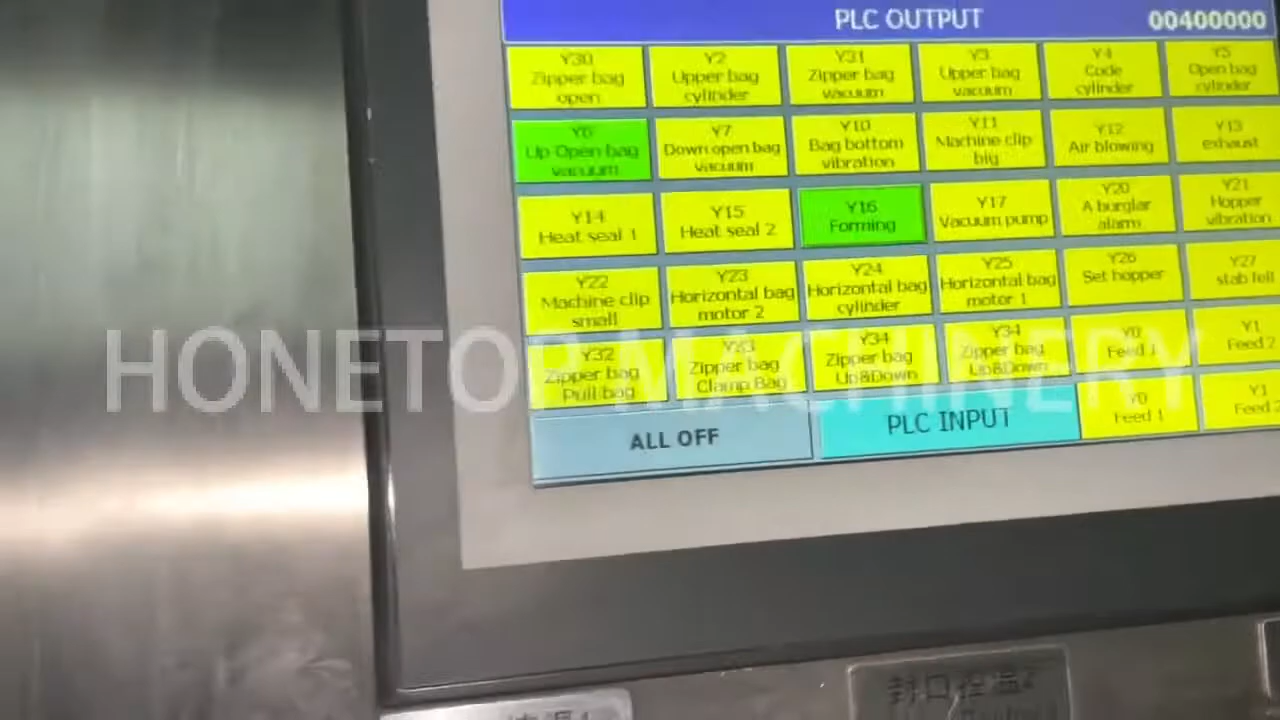 PLC OUTPUT 00400000
Y30 Y2 Y31 Y3 Y4 Y5
Zipper bag Upper bag Zipper bag Upper bag Code Open bag
open cylinder vacuum vacuum cylinder cylinder
Y6 Y7 Y10 Y11 Y12 Y13
Up Open bag Down open bag Bag bottom Machine clip Air blowing exhaust
vacuum vacuum vibration big
Y14 Y15 Y16 Y17 Y20 Y21
Heat seal 1 Heat seal 2 Forming Vacuum pump A burglar Hopper
alarm vibration
Y22 Y23 Y24 Y25 Y26 Y27
Machine clip Horizontal bag Horizontal bag Horizontal bag Set hopper stab felt
small motor 2 cylinder motor 1
Y32 Y34 Y34 Y0 Y1
Zipper bag Zipper bag Zipper bag Zipper bag Feed 1 Feed 2
Pull bag Clamp Bag Up&Down Up&Down
HONETOP MACHINERY
ALL OFF PLC INPUT Y0 Y1
Feed 1 Feed
封口控温2